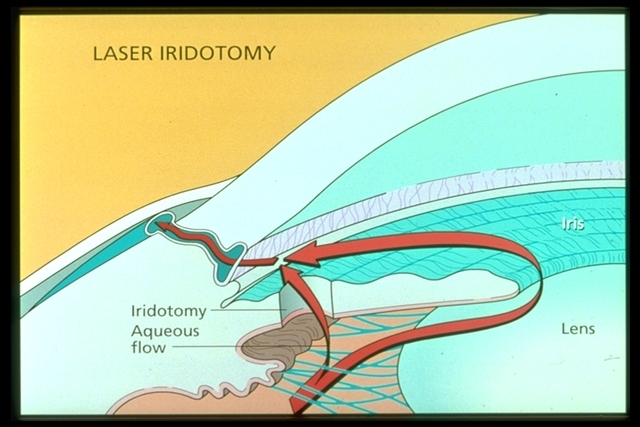 LASER IRIDOTOMY
Iris
Iridotomy
Aqueous
flow
Lens